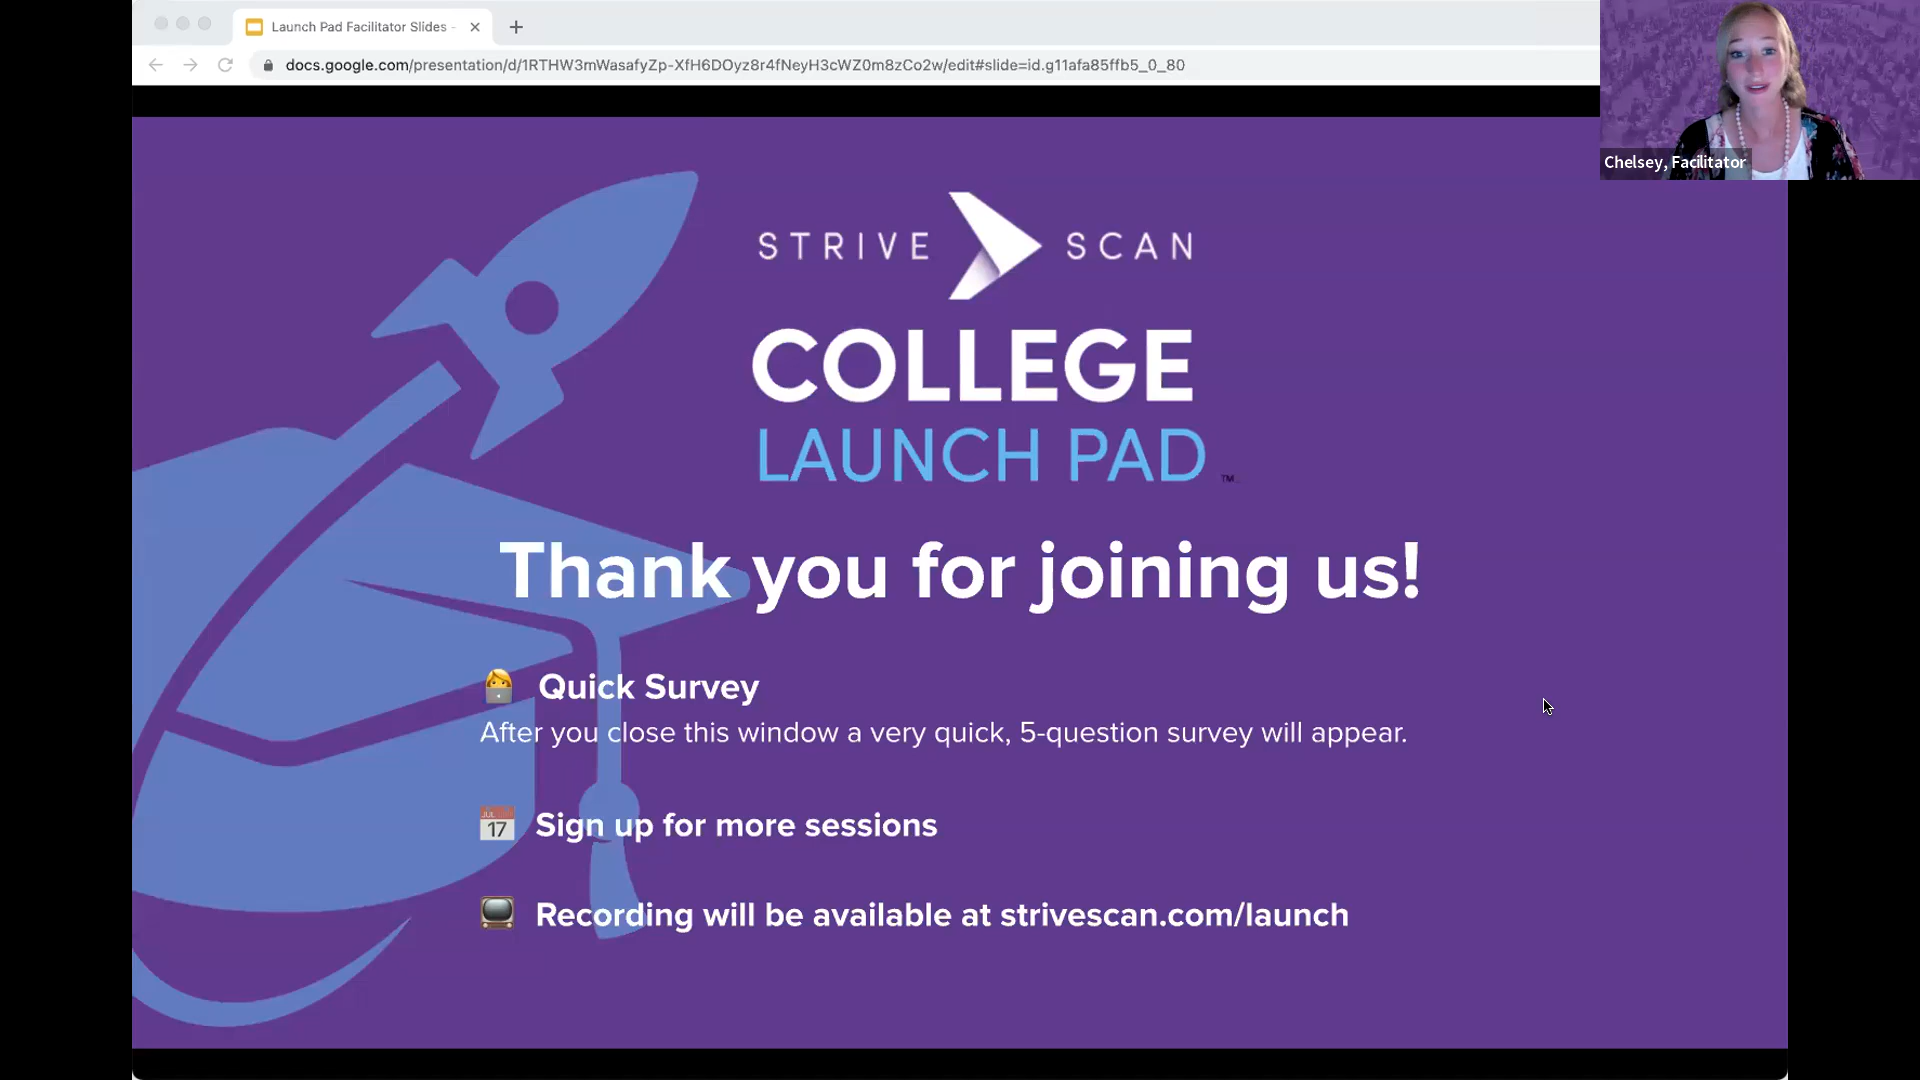 Launch Pad Facilitator Slides -
docs.google.com/presentation/d/1RTHW3mWasafyZp-XfH6DOyz8r4fNeyH3cWZ0m8zCo2w/edit#slide=id.g11afa85ffb5_0_80
Chelsey, Facilitator
STRIVE SCAN
COLLEGE
LAUNCH PAD ™
Thank you for joining us!
Quick Survey
After you close this window a very quick, 5-question survey will appear.
JUL
17
Sign up for more sessions
Recording will be available at strivescan.com/launch